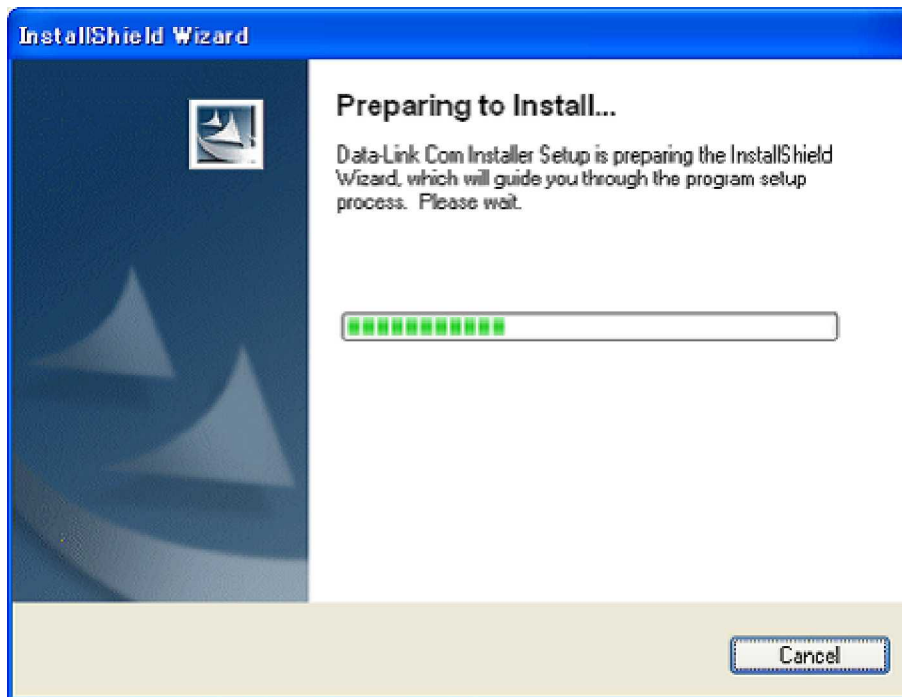 InstallShield Wizard
Preparing to Install...
Data-Link Com Installer Setup is preparing the InstallShield
Wizard, which will guide you through the program setup
process.  Please wait.
Cancel